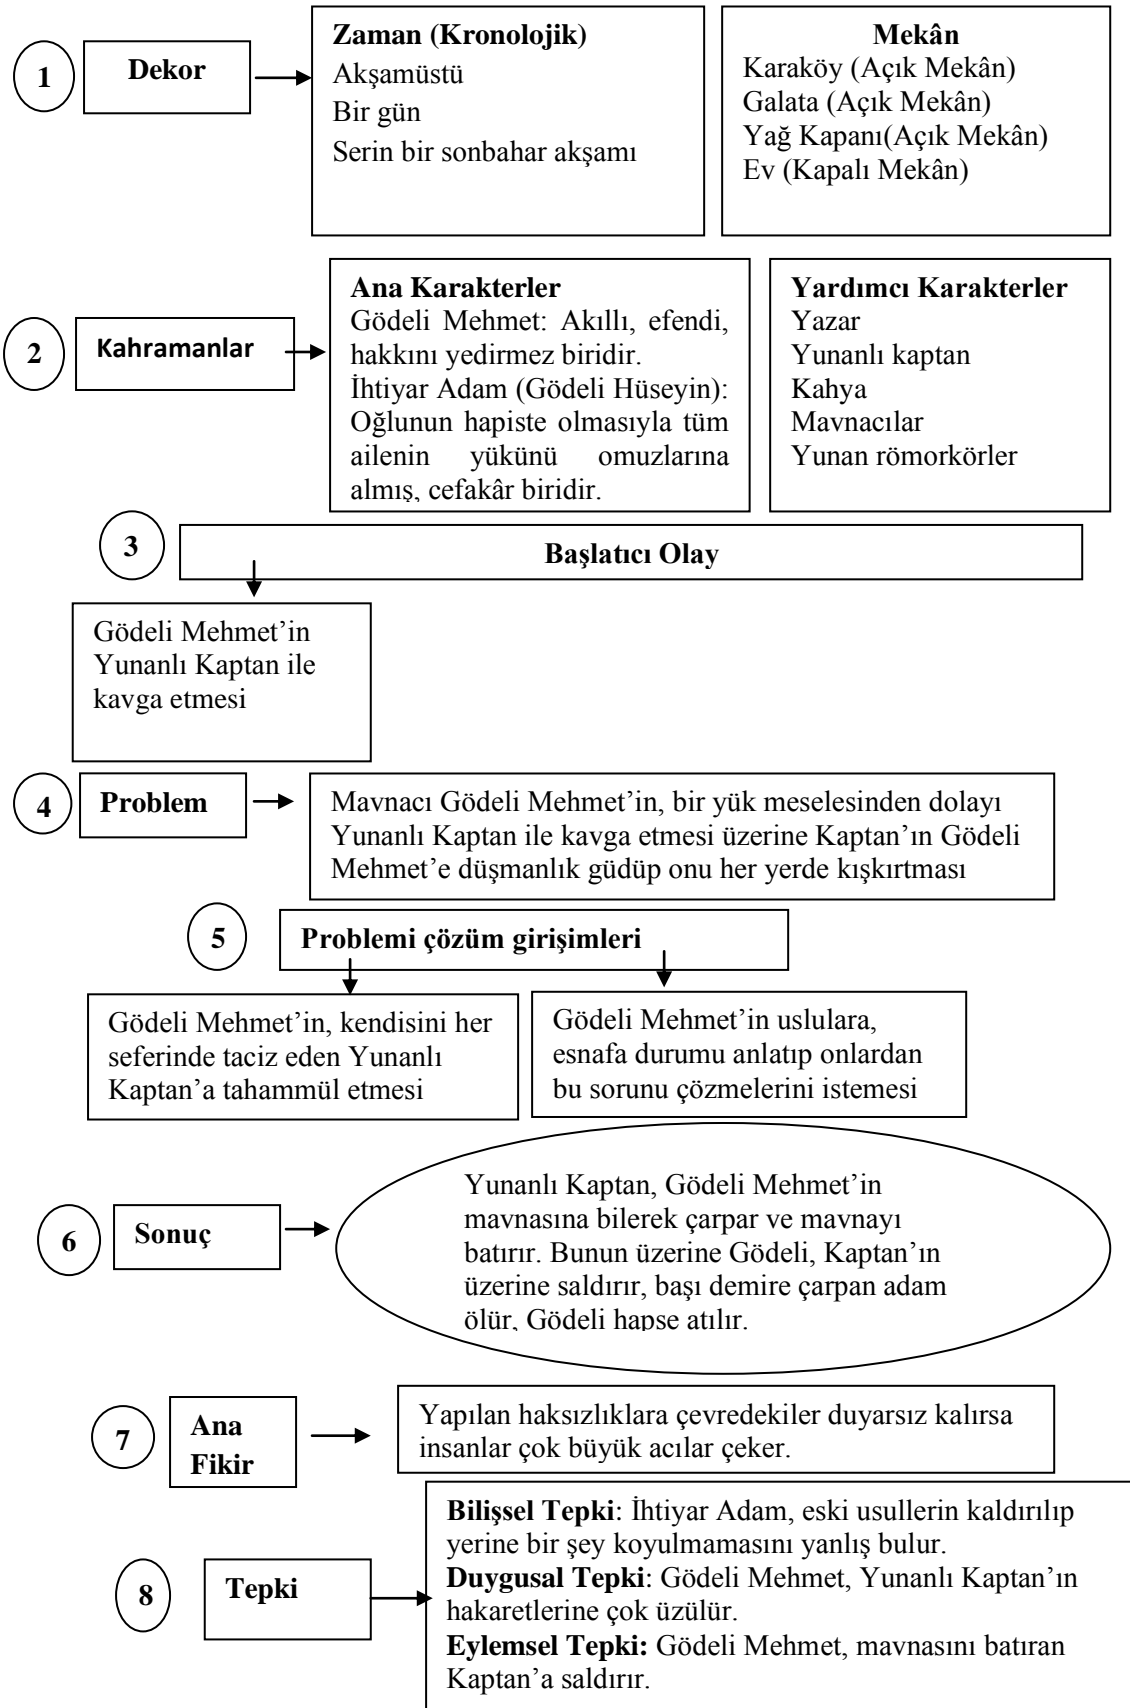 1
Dekor
Zaman (Kronolojik)
Akşamüstü
Bir gün
Serin bir sonbahar akşamı
Mekân
Karaköy (Açık Mekân)
Galata (Açık Mekân)
Yağ Kapanı(Açık Mekân)
Ev (Kapalı Mekân)
2
Kahramanlar
Ana Karakterler
Gödeli Mehmet: Akıllı, efendi,
hakkını yedirmez biridir.
İhtiyar Adam (Gödeli Hüseyin):
Oğlunun hapiste olmasıyla tüm
ailenin yükünü omuzlarına
almış, cefakâr biridir.
Yardımcı Karakterler
Yazar
Yunanlı kaptan
Kahya
Mavnacılar
Yunan römorkörler
3
Başlatıcı Olay
Gödeli Mehmet’in
Yunanlı Kaptan ile
kavga etmesi
4
Problem
Mavnacı Gödeli Mehmet’in, bir yük meselesinden dolayı
Yunanlı Kaptan ile kavga etmesi üzerine Kaptan’ın Gödeli
Mehmet’e düşmanlık güdüp onu her yerde kışkırtması
5
Problemi çözüm girişimleri
Gödeli Mehmet’in, kendisini her
seferinde taciz eden Yunanlı
Kaptan’a tahammül etmesi
Gödeli Mehmet’in uslulara,
esnafa durumu anlatıp onlardan
bu sorunu çözmelerini istemesi
6
Sonuç
Yunanlı Kaptan, Gödeli Mehmet’in
mavnasına bilerek çarpar ve mavnayı
batırır. Bunun üzerine Gödeli, Kaptan’ın
üzerine saldırır, başı demire çarpan adam
ölür, Gödeli hapse atılır.
7
Ana
Fikir
Yapılan haksızlıklara çevredekiler duyarsız kalırsa
insanlar çok büyük acılar çeker.
8
Tepki
Bilişsel Tepki: İhtiyar Adam, eski usullerin kaldırılıp
yerine bir şey koyulmamasını yanlış bulur.
Duygusal Tepki: Gödeli Mehmet, Yunanlı Kaptan’ın
hakaretlerine çok üzülür.
Eylemsel Tepki: Gödeli Mehmet, mavnasını batıran
Kaptan’a saldırır.